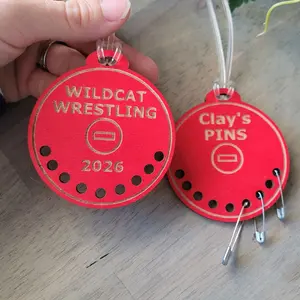 WILDCAT
WRESTLING
2026
Clay's
PINS